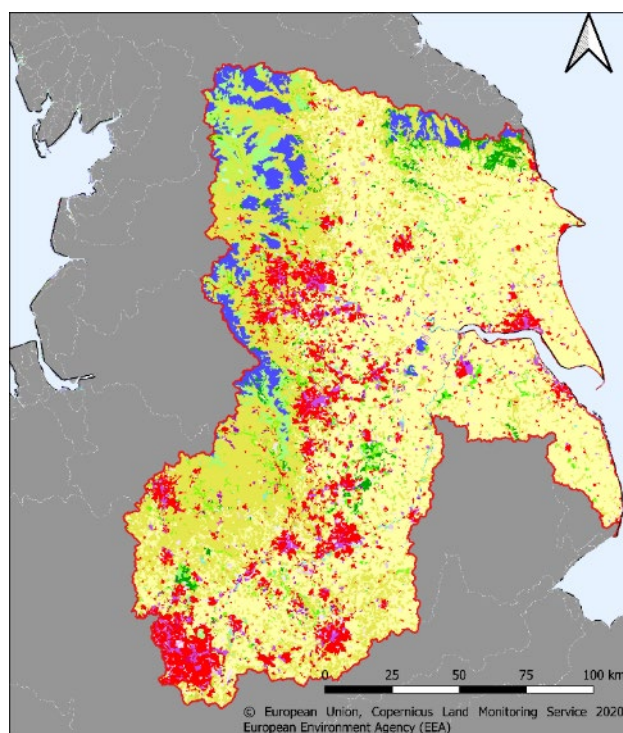 0 25 50 75 100 km
© European Union, Copernicus Land Monitoring Service 2020
European Environment Agency (EEA)